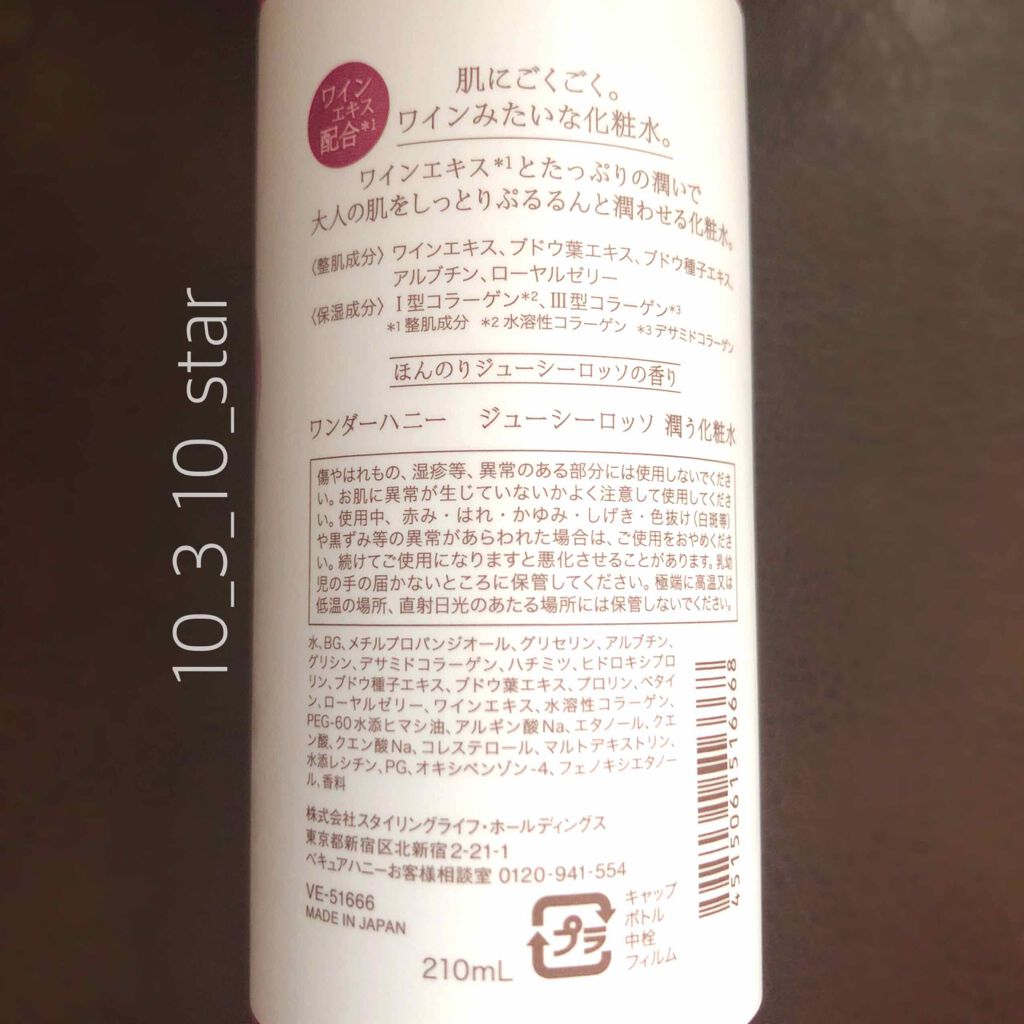 ワイン
エキス
配合*1
肌にごくごく。
ワインみたいな化粧水。
ワインエキス*1とたっぷりの潤いで
大人の肌をしっとりぷるるんと潤わせる化粧水。
〈整肌成分〉ワインエキス、ブドウ葉エキス、ブドウ種子エキス、
アルブチン、ローヤルゼリー
〈保湿成分〉Ⅰ型コラーゲン*2、Ⅲ型コラーゲン*3
*1 整肌成分 *2 水溶性コラーゲン *3 デサミドコラーゲン
ほんのりジューシーロッソの香り
ワンダーハニー ジューシーロッソ 潤う化粧水
傷やはれもの、湿疹等、異常のある部分には使用しないでくださ
い。お肌に異常が生じていないかよく注意して使用してくださ
い。使用中、赤み・はれ・かゆみ・しげき・色抜け(白斑等)
や黒ずみ等の異常があらわれた場合は、ご使用をおやめくださ
い。続けてご使用になりますと悪化させることがあります。乳幼
児の手の届かないところに保管してください。極端に高温又は
低温の場所、直射日光のあたる場所には保管しないでください。
水、BG、メチルプロパンジオール、グリセリン、アルブチン、
グリシン、デサミドコラーゲン、ハチミツ、ヒドロキシプロ
リン、ブドウ種子エキス、ブドウ葉エキス、プロリン、ベタイ
ン、ローヤルゼリー、ワインエキス、水溶性コラーゲン、
PEG-60水添ヒマシ油、アルギン酸Na、エタノール、クエ
ン酸、クエン酸Na、コレステロール、マルトデキストリン、
水添レシチン、PG、オキシベンゾン-4、フェノキシエタノー
ル、香料
株式会社スタイリングライフ・ホールディングス
東京都新宿区北新宿2-21-1
ベキュアハニーお客様相談室 0120-941-554
VE-51666
MADE IN JAPAN
210mL
プラ
キャップ
ボトル
中栓
フィルム
4515061516668
10_3_10_star